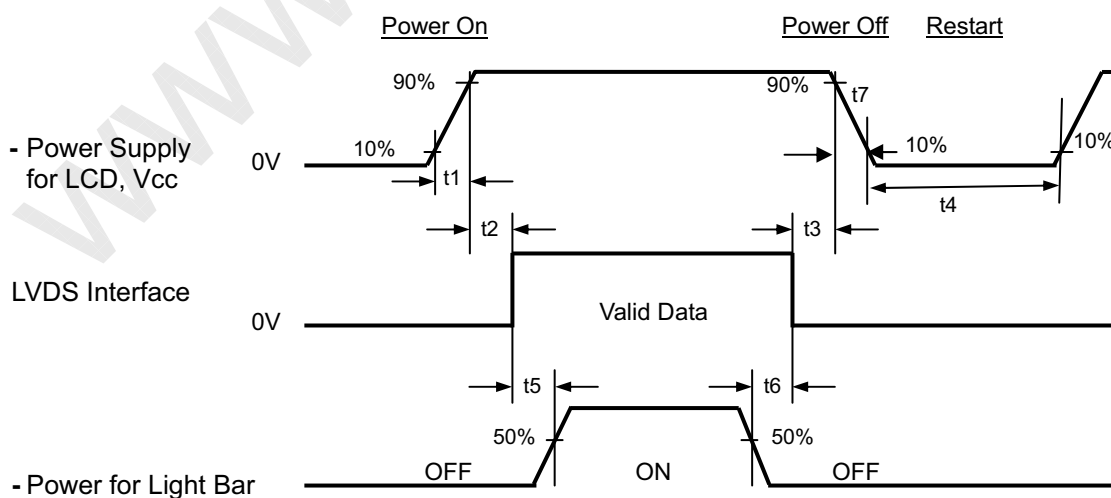 Power On Power Off Restart
90% 90% t7
- Power Supply
for LCD, Vcc
0V 10% 10% 10%
t1 t4
t2 t3
LVDS Interface
0V Valid Data
t5 t6
50% 50%
OFF ON OFF
- Power for Light Bar